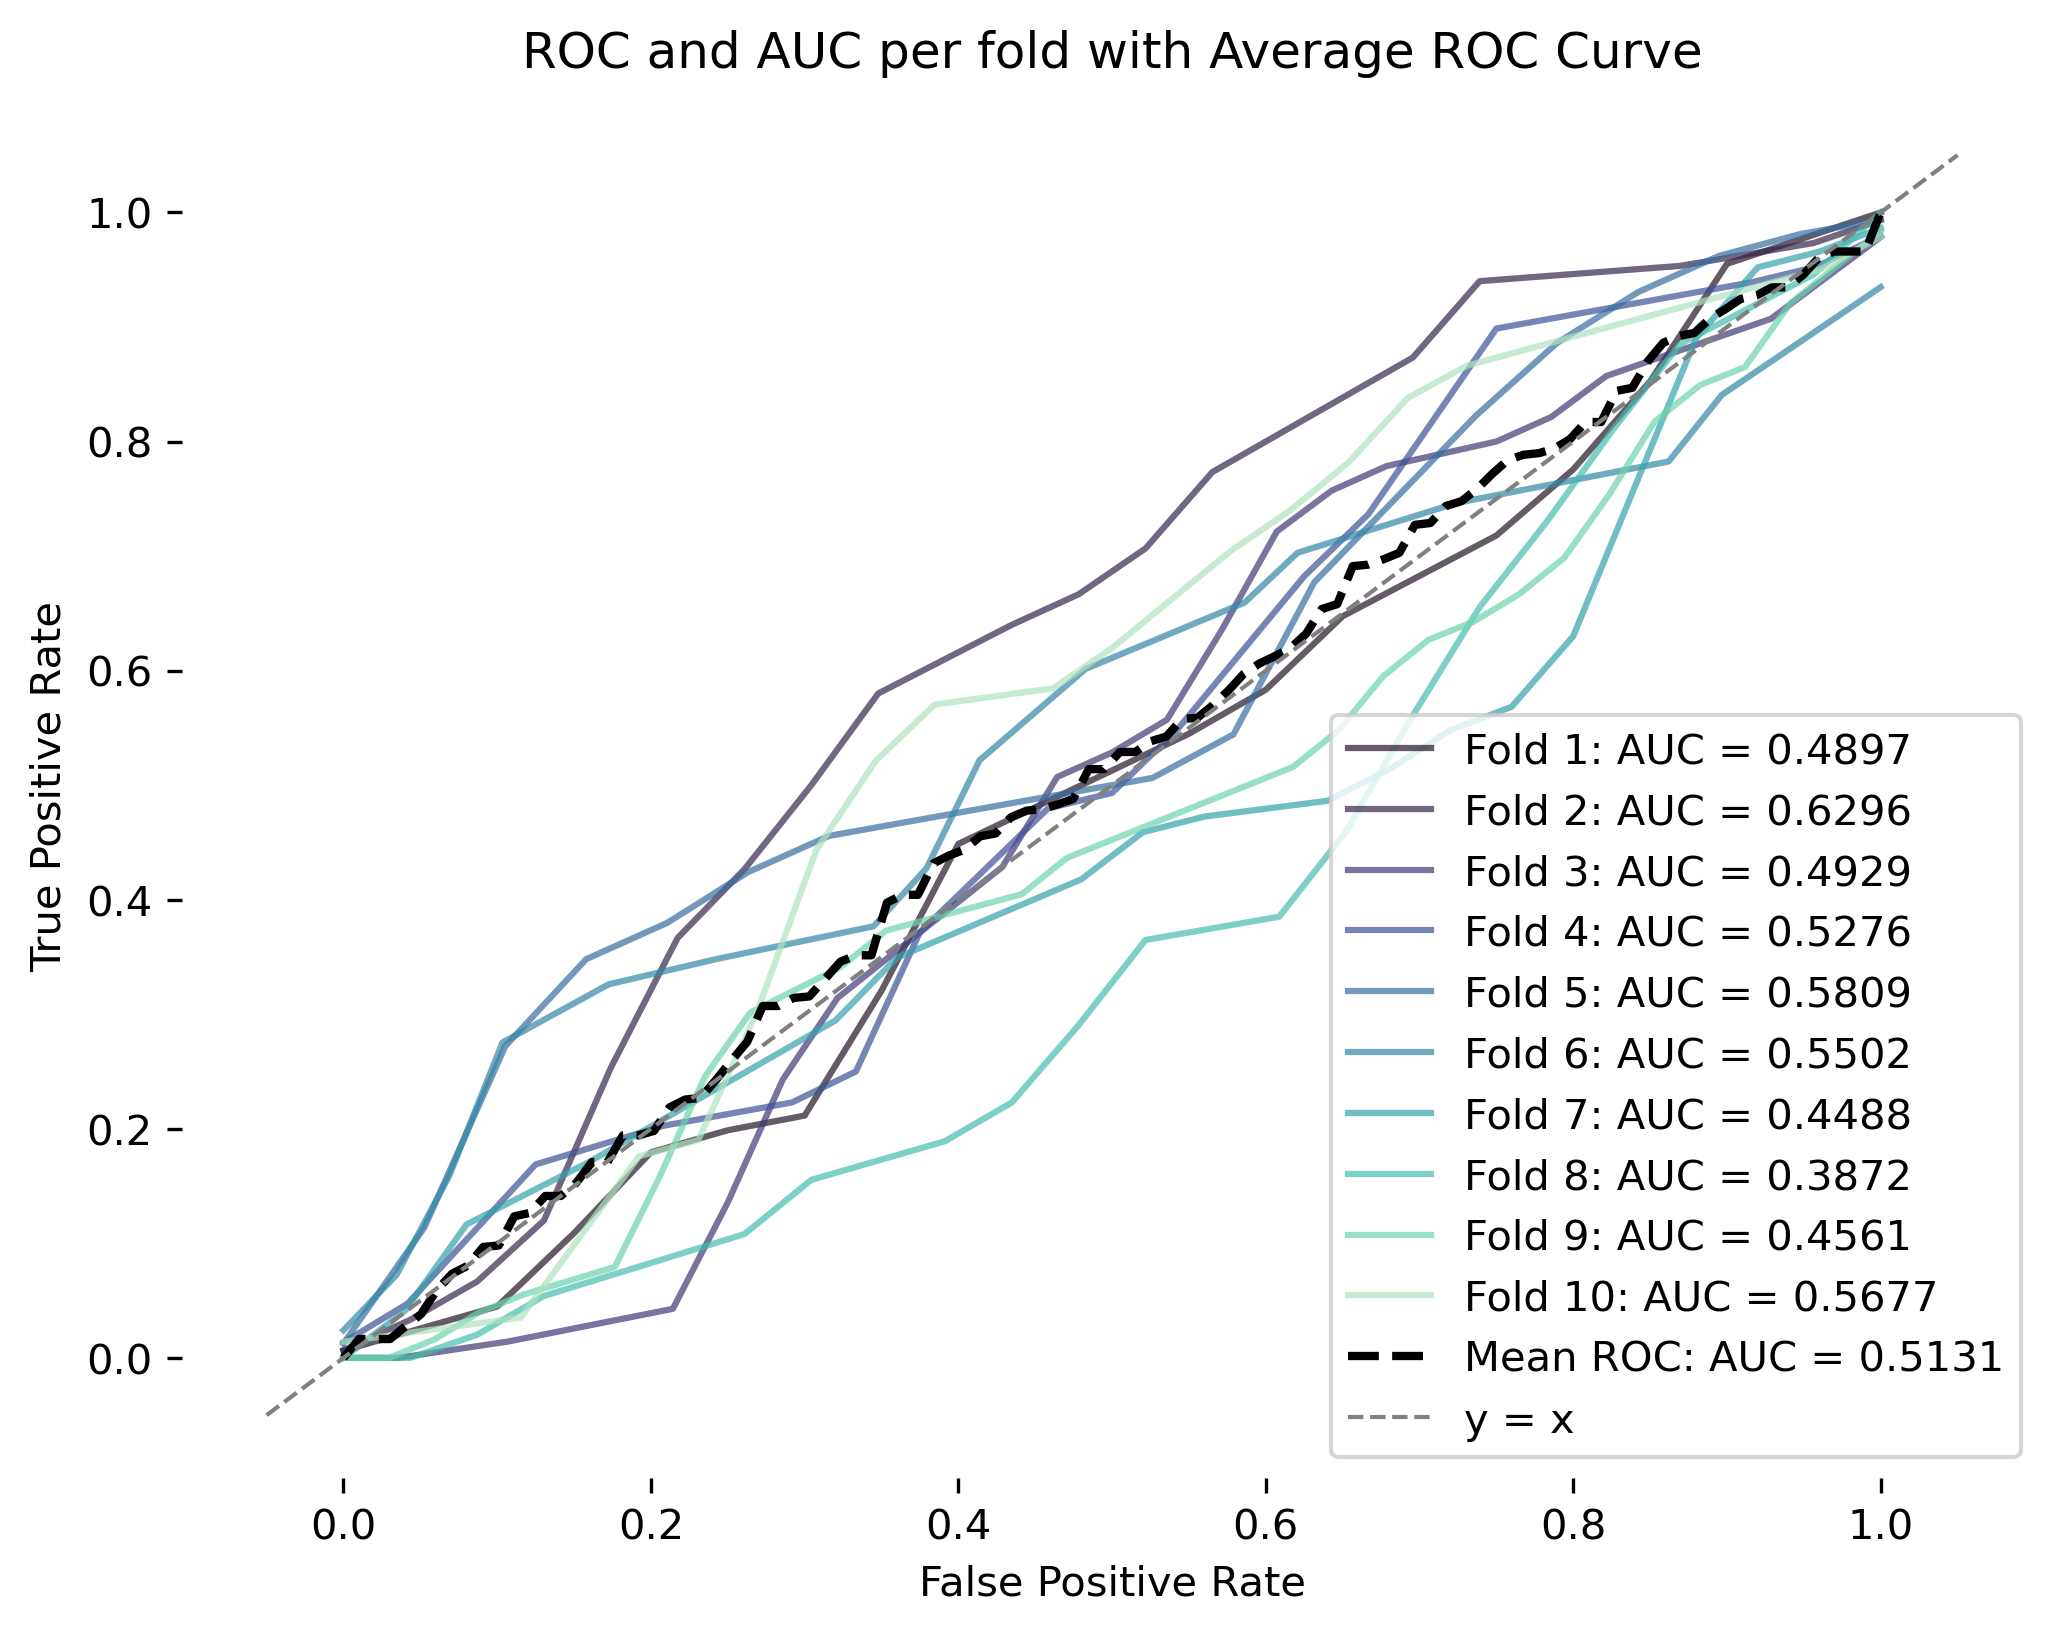 ROC and AUC per fold with Average ROC Curve
1.0
0.8
0.6
0.4
0.2
0.0
True Positive Rate
Fold 1: AUC = 0.4897
Fold 2: AUC = 0.6296
Fold 3: AUC = 0.4929
Fold 4: AUC = 0.5276
Fold 5: AUC = 0.5809
Fold 6: AUC = 0.5502
Fold 7: AUC = 0.4488
Fold 8: AUC = 0.3872
Fold 9: AUC = 0.4561
Fold 10: AUC = 0.5677
Mean ROC: AUC = 0.5131
y = x
0.0 0.2 0.4 0.6 0.8 1.0
False Positive Rate